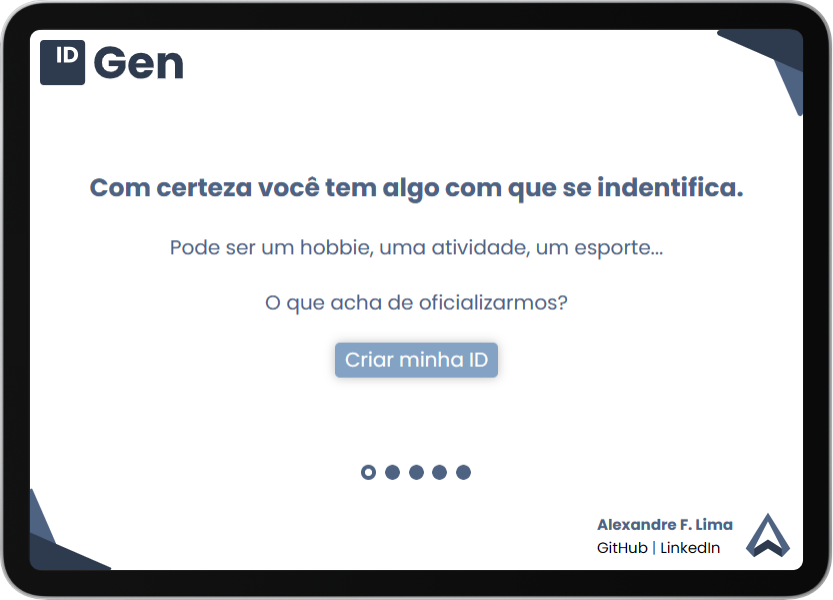 ID Gen
Com certeza você tem algo com que se indentifica.
Pode ser um hobbie, uma atividade, um esporte...
O que acha de oficializarmos?
Criar minha ID
Alexandre F. Lima
GitHub | LinkedIn